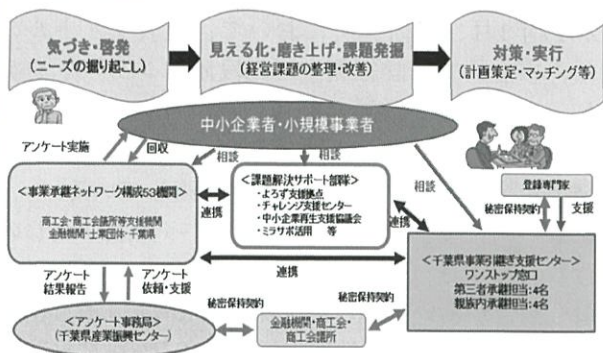 気づき・啓発
(ニーズの掘り起こし)
見える化・磨き上げ・課題発掘
(経営課題の整理・改善)
対策・実行
(計画策定・マッチング等)
中小企業者・小規模事業者
アンケート実施
回収
相談
相談
相談
<事業承継ネットワーク構成53機関>
商工会・商工会議所等支援機関
金融機関・士業団体・千葉県
連携
<課題解決サポート部隊>
・よろず支援拠点
・チャレンジ支援センター
・中小企業再生支援協議会
・ミラサポ活用 等
連携
登録専門家
秘密保持契約
支援
連携
<千葉県事業引継ぎ支援センター>
ワンストップ窓口
第三者承継担当:4名
親族内承継担当:4名
アンケート
結果報告
アンケート
依頼・支援
<アンケート事務局>
(千葉県産業振興センター)
秘密保持契約
金融機関・商工会・
商工会議所
秘密保持契約